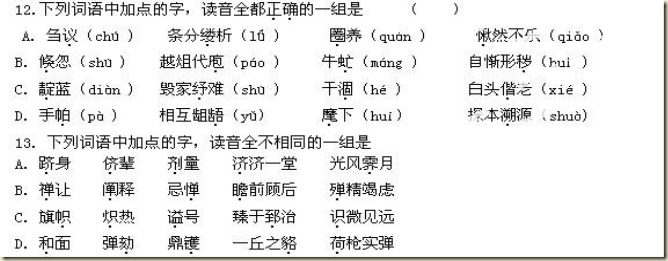 12.下列词语中加点的字，读音全都正确的一组是 （ ）
A. 刍议（chú ） 条分缕析（lǚ ） 圈养（quàn ） 愀然不乐（qiǎo ）
B. 倏忽（shū ） 越俎代庖（páo ） 牛虻（máng ） 自惭形秽（huì ）
C. 靛蓝（diàn ） 毁家纾难（shū ） 干涸（hé ） 白头偕老（xié ）
D. 手帕（pà ） 相互龃龉（yǔ） 麾下（huī） 探本溯源（shuò）
13. 下列词语中加点的字，读音全不相同的一组是
A. 跻身 侪辈 剂量 济济一堂 光风霁月
B. 禅让 阐释 忌惮 瞻前顾后 殚精竭虑
C. 旗帜 炽热 谥号 臻于郅治 识微见远
D. 和面 弹劾 鼎镬 一丘之貉 荷枪实弹